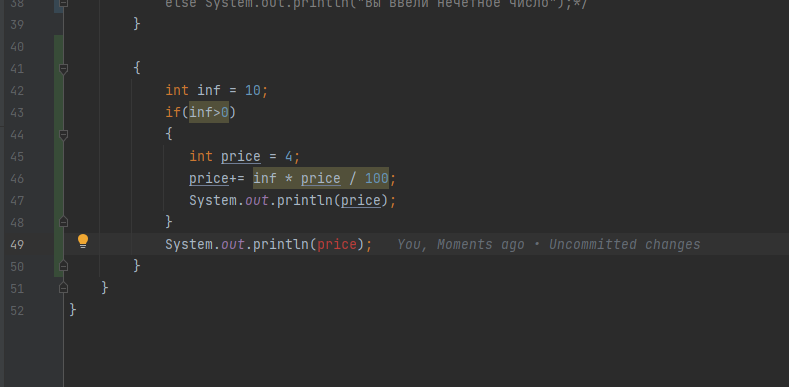 38 else System.out.println("Вы ввели нечетное число");*/
39 }
40
41 {
42 int inf = 10;
43 if(inf>0)
44 {
45 int price = 4;
46 price+= inf * price / 100;
47 System.out.println(price);
48 }
49 System.out.println(price); You, Moments ago • Uncommitted changes
50 }
51 }
52 }